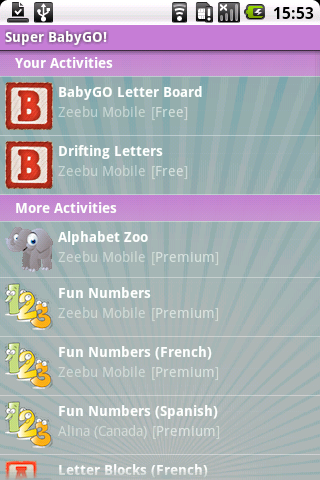 15:53
Super BabyGO!
Your Activities
B
BabyGO Letter Board
Zeebu Mobile [Free]
B
Drifting Letters
Zeebu Mobile [Free]
More Activities
Alphabet Zoo
Zeebu Mobile [Premium]
123
Fun Numbers
Zeebu Mobile [Premium]
123
Fun Numbers (French)
Zeebu Mobile [Premium]
123
Fun Numbers (Spanish)
Alina (Canada) [Premium]
Letter Blocks (French)